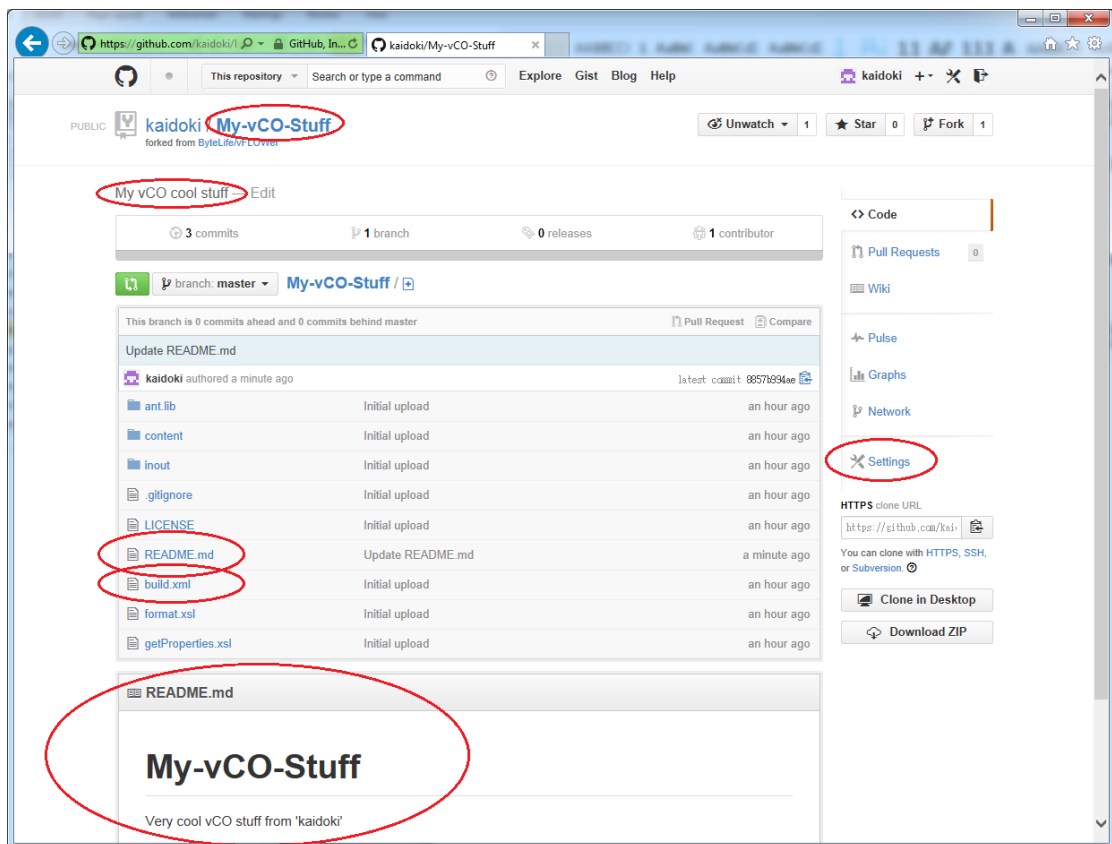 https://github.com/kaidoki/ GitHub, In... kaidoki/My-vCO-Stuff
This repository Search or type a command Explore Gist Blog Help kaidoki
PUBLIC kaidoki / My-vCO-Stuff Unwatch 1 Star 0 Fork 1
forked from ByteLife/vFLOWer
My vCO cool stuff — Edit
3 commits 1 branch 0 releases 1 contributor
branch: master My-vCO-Stuff /
This branch is 0 commits ahead and 0 commits behind master Pull Request Compare
Update README.md
kaidoki authored a minute ago latest commit 8857b994ae
ant.lib Initial upload an hour ago
content Initial upload an hour ago
inout Initial upload an hour ago
.gitignore Initial upload an hour ago
LICENSE Initial upload an hour ago
README.md Update README.md a minute ago
build.xml Initial upload an hour ago
format.xsl Initial upload an hour ago
getProperties.xsl Initial upload an hour ago
README.md
My-vCO-Stuff
Very cool vCO stuff from 'kaidoki'
Code
Pull Requests 0
Wiki
Pulse
Graphs
Network
Settings
HTTPS clone URL
https://github.com/kai
You can clone with HTTPS, SSH,
or Subversion.
Clone in Desktop
Download ZIP